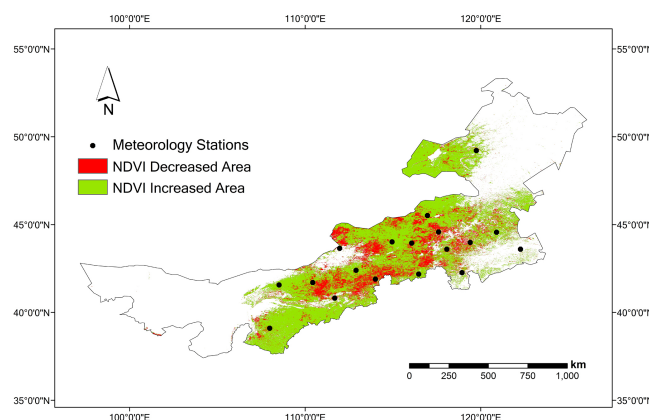 100°0'0"E 110°0'0"E 120°0'0"E
55°0'0"N 55°0'0"N
N
50°0'0"N 50°0'0"N
Meteorology Stations
NDVI Decreased Area
NDVI Increased Area
45°0'0"N 45°0'0"N
40°0'0"N 40°0'0"N
km
0 250 500 750 1,000
35°0'0"N 35°0'0"N
100°0'0"E 110°0'0"E 120°0'0"E